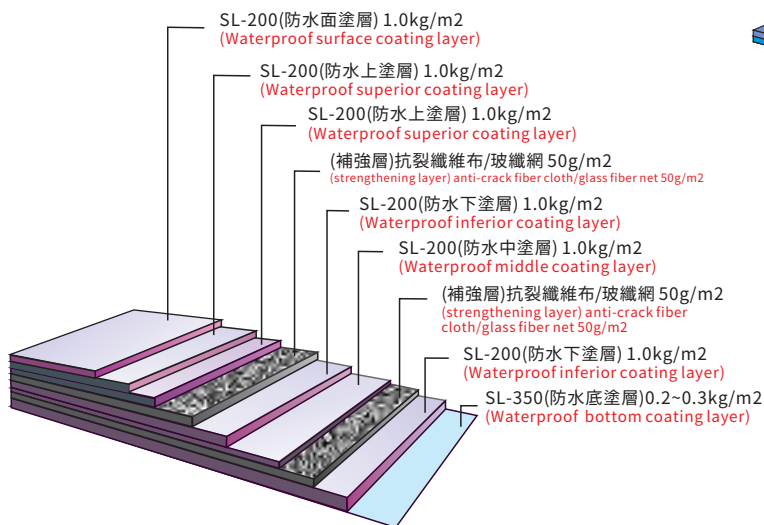 SL-200(防水面塗層) 1.0kg/m2
(Waterproof surface coating layer)
SL-200(防水上塗層) 1.0kg/m2
(Waterproof superior coating layer)
SL-200(防水上塗層) 1.0kg/m2
(Waterproof superior coating layer)
(補強層)抗裂纖維布/玻纖網 50g/m2
(strengthening layer) anti-crack fiber cloth/glass fiber net 50g/m2
SL-200(防水下塗層) 1.0kg/m2
(Waterproof inferior coating layer)
SL-200(防水中塗層) 1.0kg/m2
(Waterproof middle coating layer)
(補強層)抗裂纖維布/玻纖網 50g/m2
(strengthening layer) anti-crack fiber
cloth/glass fiber net 50g/m2
SL-200(防水下塗層) 1.0kg/m2
(Waterproof inferior coating layer)
SL-350(防水底塗層)0.2~0.3kg/m2
(Waterproof bottom coating layer)